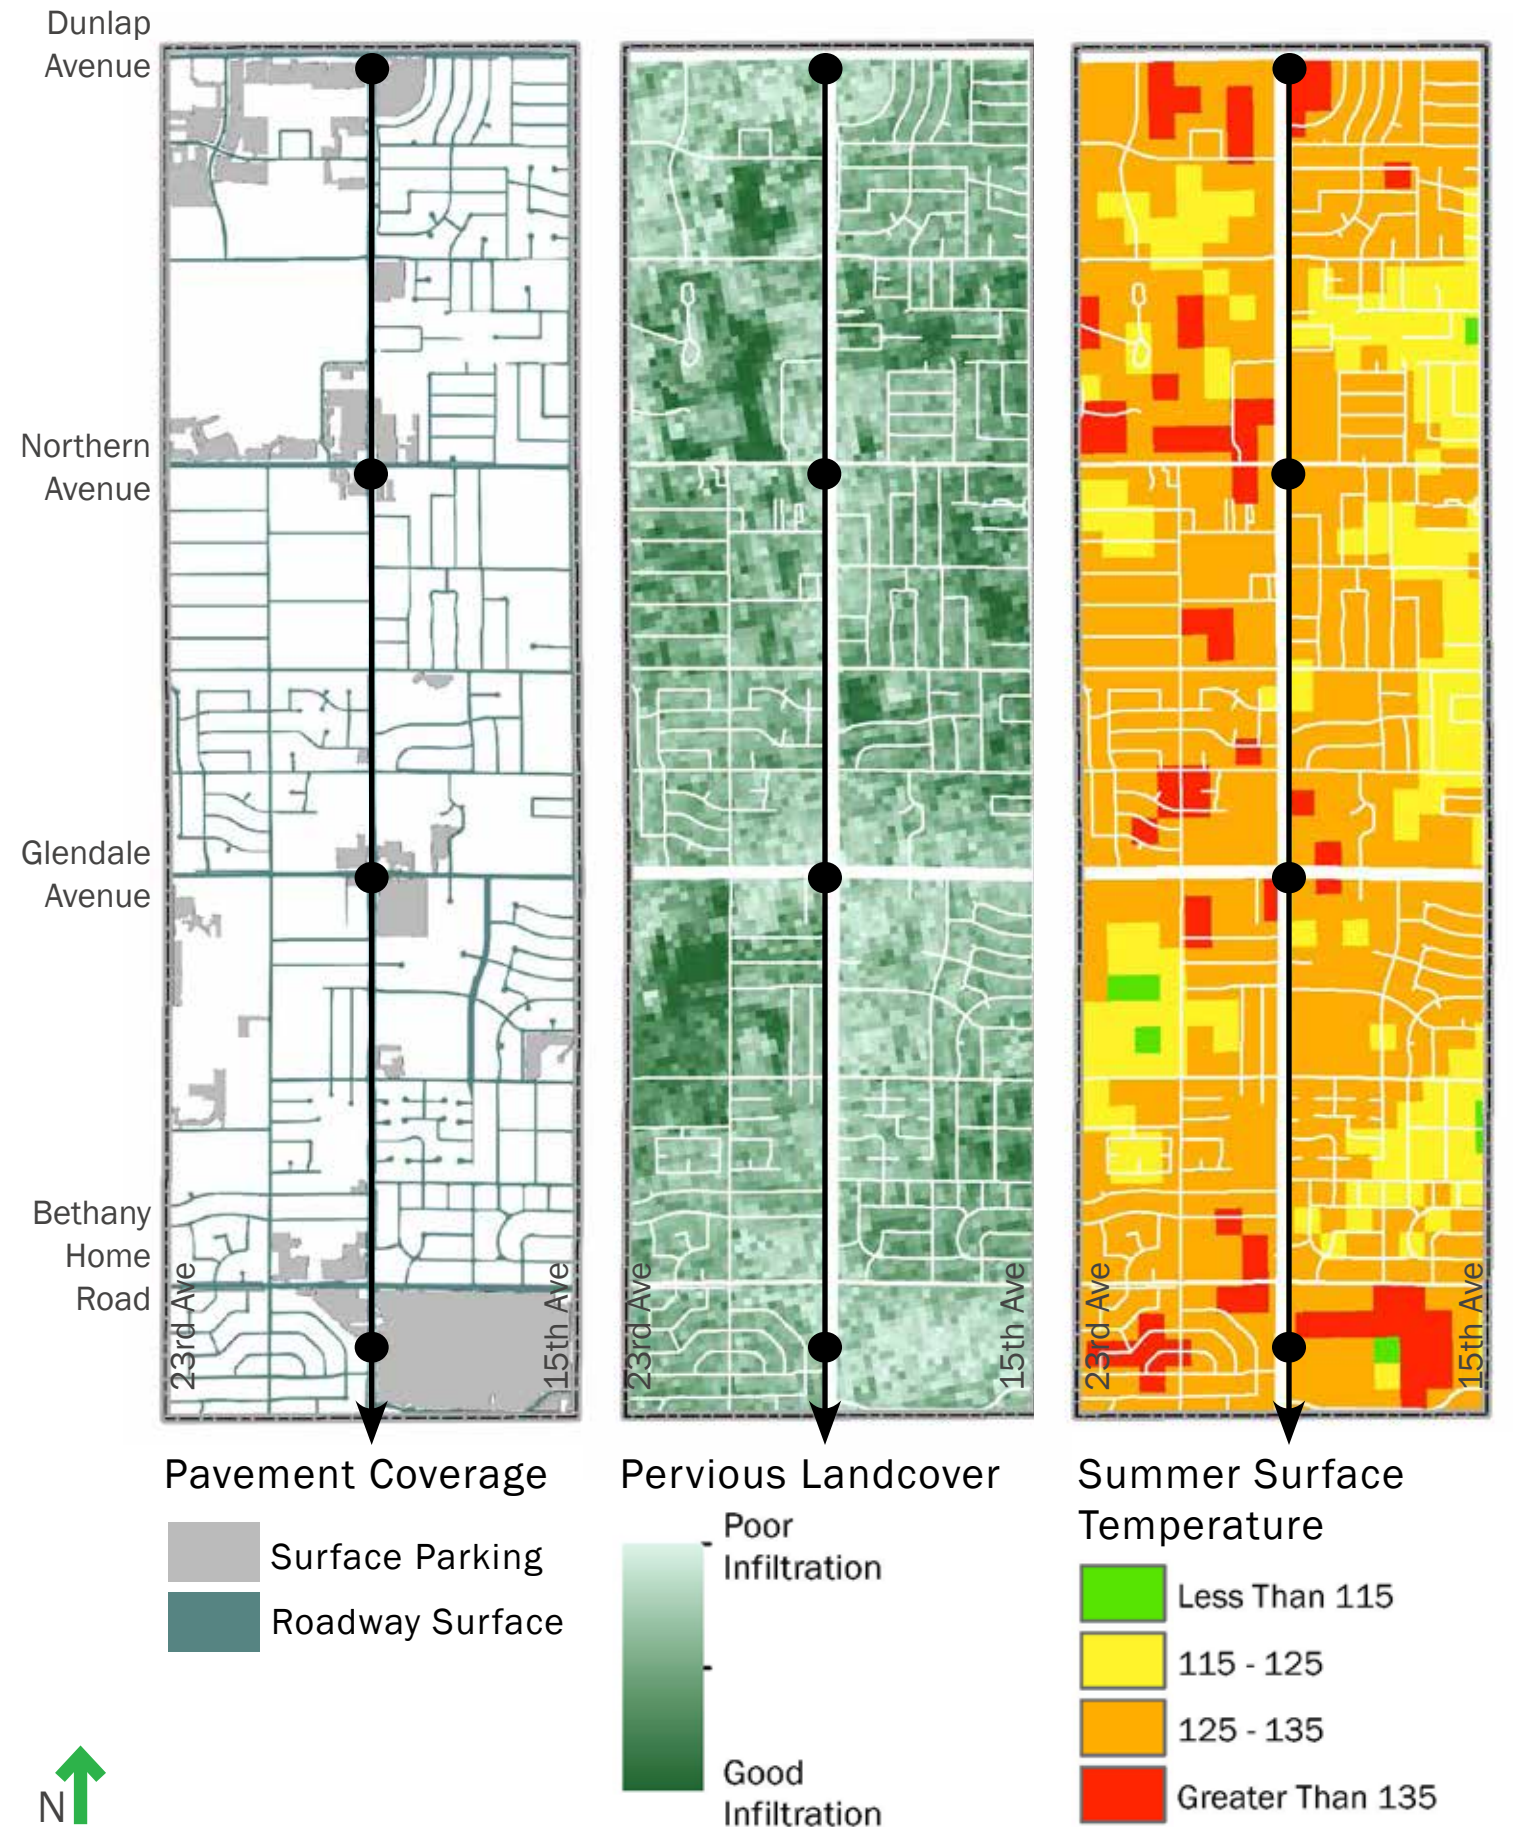 Dunlap
Avenue
Northern
Avenue
Glendale
Avenue
Bethany
Home
Road
23rd Ave
15th Ave
23rd Ave
15th Ave
23rd Ave
15th Ave
Pavement Coverage
Surface Parking
Roadway Surface
Pervious Landcover
Poor
Infiltration
Good
Infiltration
Summer Surface
Temperature
Less Than 115
115 - 125
125 - 135
Greater Than 135
N